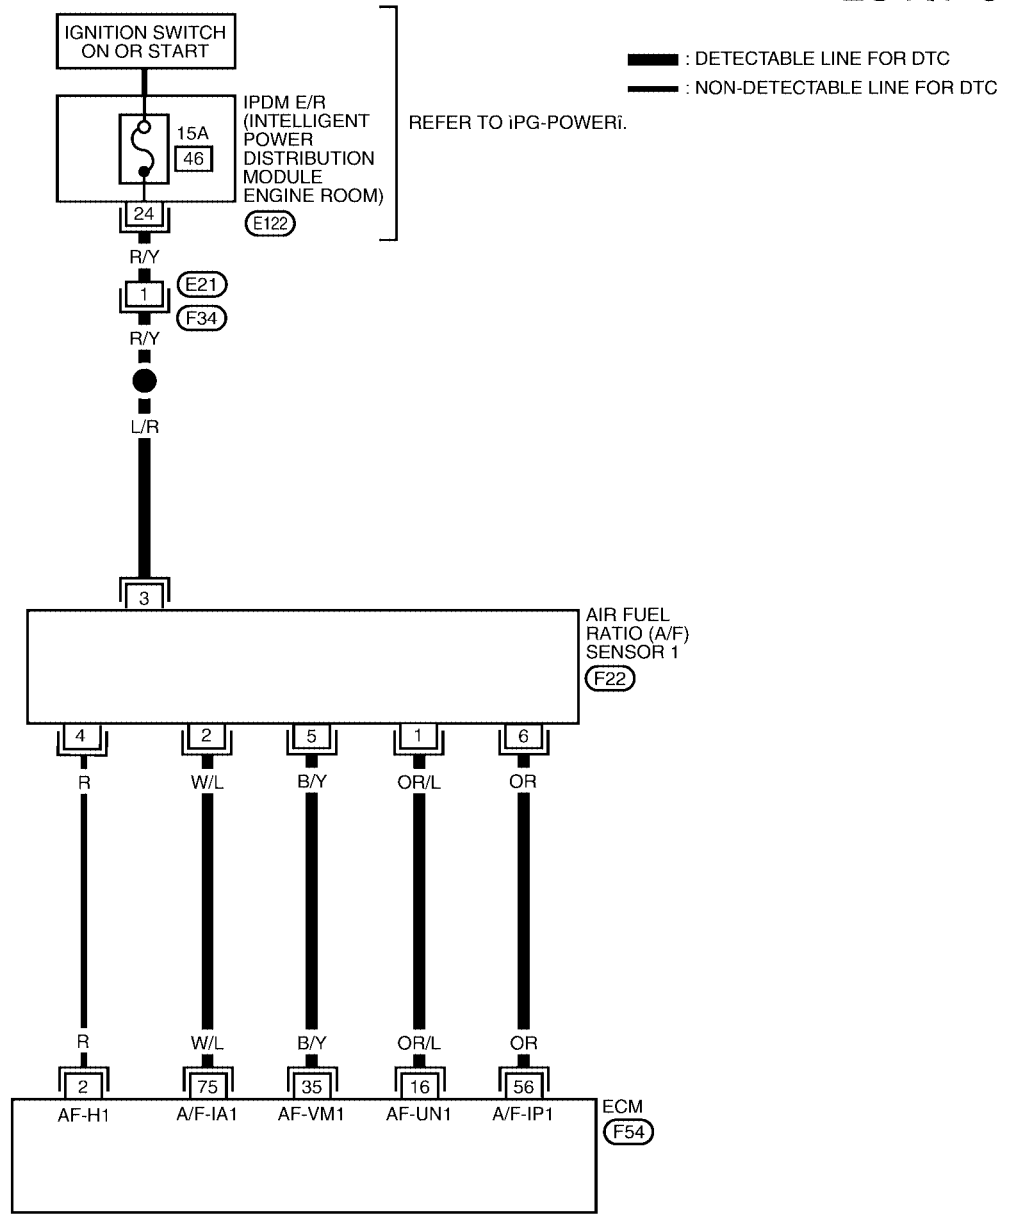 IGNITION SWITCH
ON OR START
: DETECTABLE LINE FOR DTC
: NON-DETECTABLE LINE FOR DTC
IPDM E/R
(INTELLIGENT
POWER
DISTRIBUTION
MODULE
ENGINE ROOM)
15A
46
REFER TO ìPG-POWERî.
24
E122
R/Y
1
E21
F34
R/Y
L/R
3
AIR FUEL
RATIO (A/F)
SENSOR 1
F22
4 2 5 1 6
R W/L B/Y OR/L OR
R W/L B/Y OR/L OR
2 75 35 16 56
AF-H1 A/F-IA1 AF-VM1 AF-UN1 A/F-IP1
ECM
F54